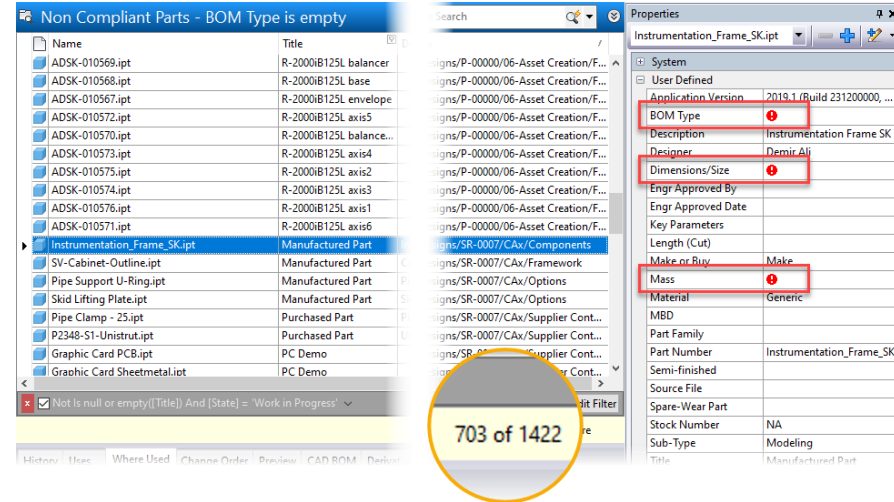 Non Compliant Parts - BOM Type is empty
Search
Name Title
ADSK-010569.ipt R-2000iB125L balancer signs/P-00000/06-Asset Creation/F...
ADSK-010568.ipt R-2000iB125L base signs/P-00000/06-Asset Creation/F...
ADSK-010567.ipt R-2000iB125L envelope signs/P-00000/06-Asset Creation/F...
ADSK-010572.ipt R-2000iB125L axis5 signs/P-00000/06-Asset Creation/F...
ADSK-010570.ipt R-2000iB125L balance... signs/P-00000/06-Asset Creation/F...
ADSK-010573.ipt R-2000iB125L axis4 signs/P-00000/06-Asset Creation/F...
ADSK-010575.ipt R-2000iB125L axis2 signs/P-00000/06-Asset Creation/F...
ADSK-010574.ipt R-2000iB125L axis3 signs/P-00000/06-Asset Creation/F...
ADSK-010576.ipt R-2000iB125L axis1 signs/P-00000/06-Asset Creation/F...
ADSK-010571.ipt R-2000iB125L axis6 signs/P-00000/06-Asset Creation/F...
Instrumentation_Frame_SK.ipt Manufactured Part signs/SR-0007/CAx/Components
SV-Cabinet-Outline.ipt Manufactured Part signs/SR-0007/CAx/Framework
Pipe Support U-Ring.ipt Manufactured Part signs/SR-0007/CAx/Options
Skid Lifting Plate.ipt Manufactured Part signs/SR-0007/CAx/Options
Pipe Clamp - 25.ipt Purchased Part signs/SR-0007/CAx/Supplier Cont...
P2348-S1-Unistrut.ipt Purchased Part signs/SR-0007/CAx/Supplier Cont...
Graphic Card PCB.ipt PC Demo Supplier Cont...
Graphic Card Sheetmetal.ipt PC Demo Cont...
Not Is null or empty([Title]) And [State] = 'Work in Progress' dit Filter
703 of 1422
History Uses Where Used Change Order Preview CAD BOM
Properties
Instrumentation_Frame_SK.ipt
System
User Defined
Application Version 2019.1 (Build 231200000, ...
BOM Type
Description Instrumentation Frame SK
Designer Demir Ali
Dimensions/Size
Engr Approved By
Engr Approved Date
Key Parameters
Length (Cut)
Make or Buy Make
Mass
Material Generic
MBD
Part Family
Part Number Instrumentation_Frame_SK
Semi-finished
Source File
Spare-Wear Part
Stock Number NA
Sub-Type Modeling
Title Manufactured Part